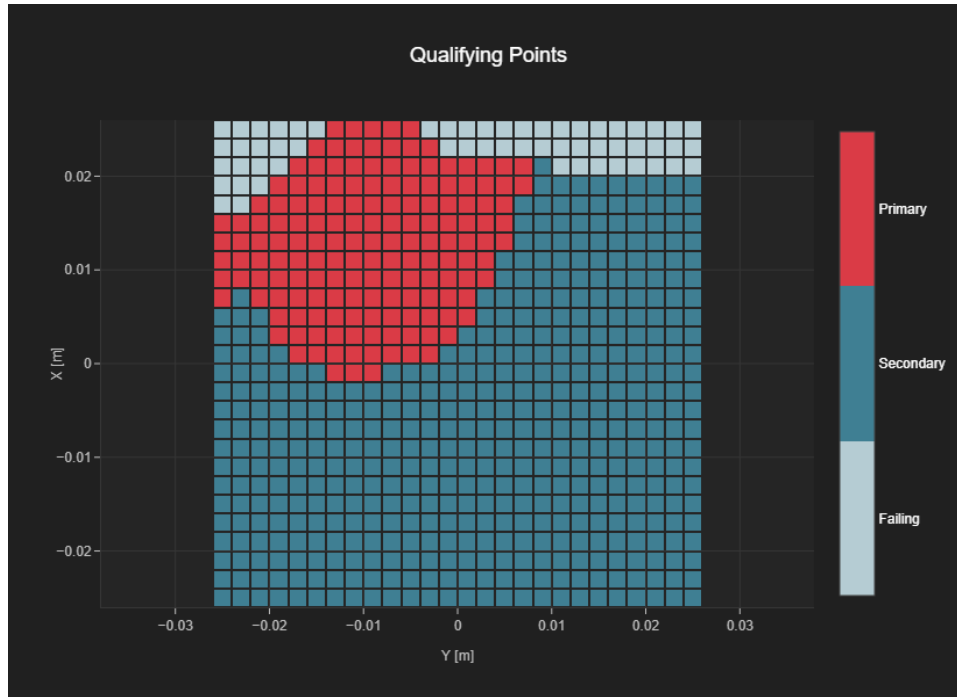 Qualifying Points
0.02
0.01
0
−0.01
−0.02
X [m]
−0.03
−0.02
−0.01
0
0.01
0.02
0.03
Y [m]
Primary
Secondary
Failing